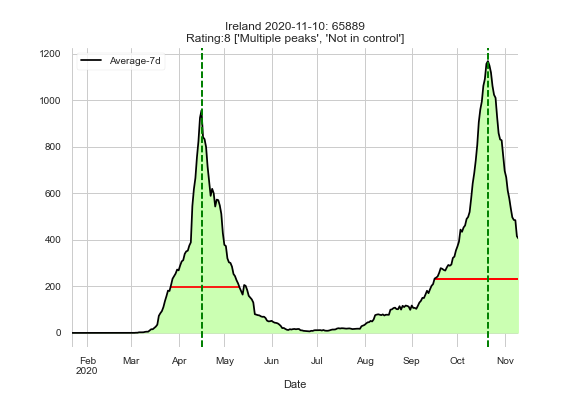 Ireland 2020-11-10: 65889
Rating:8 ['Multiple peaks', 'Not in control']
Average-7d
1200
1000
800
600
400
200
0
Feb Mar Apr May Jun Jul Aug Sep Oct Nov
2020
Date